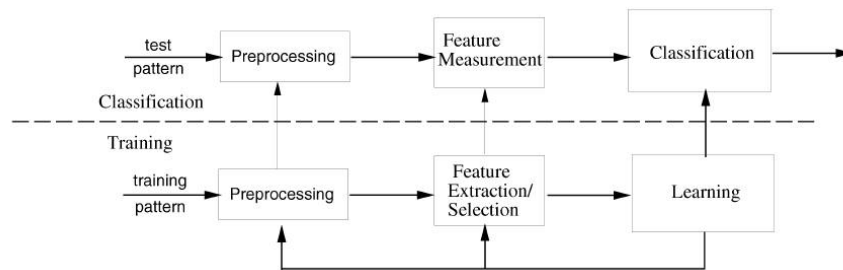 test
pattern
Preprocessing
Feature
Measurement
Classification
Classification
Training
training
pattern
Preprocessing
Feature
Extraction/
Selection
Learning